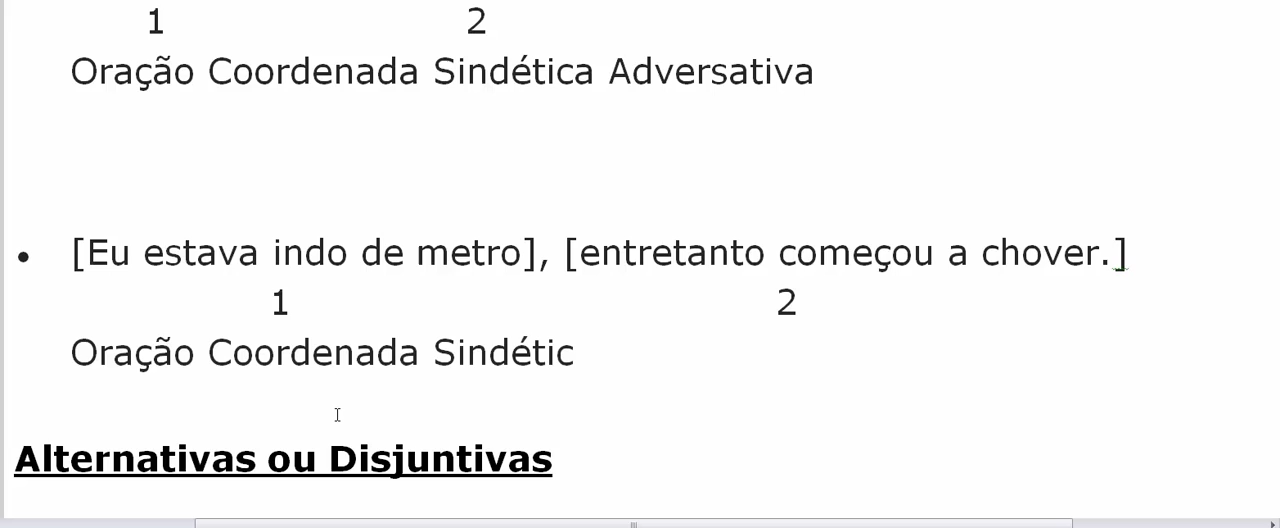 1 2
Oração Coordenada Sindética Adversativa
• [Eu estava indo de metro], [entretanto começou a chover.]
1 2
Oração Coordenada Sindétic
Alternativas ou Disjuntivas